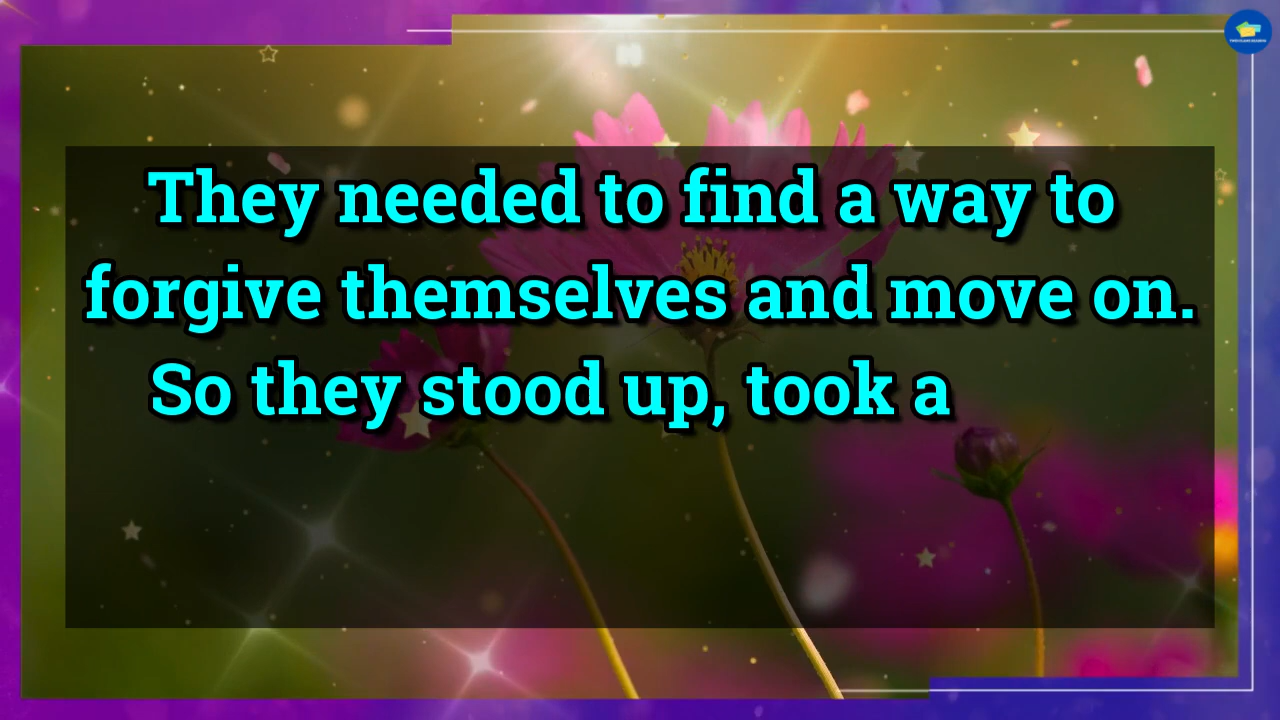 They needed to find a way to
forgive themselves and move on.
So they stood up, took a